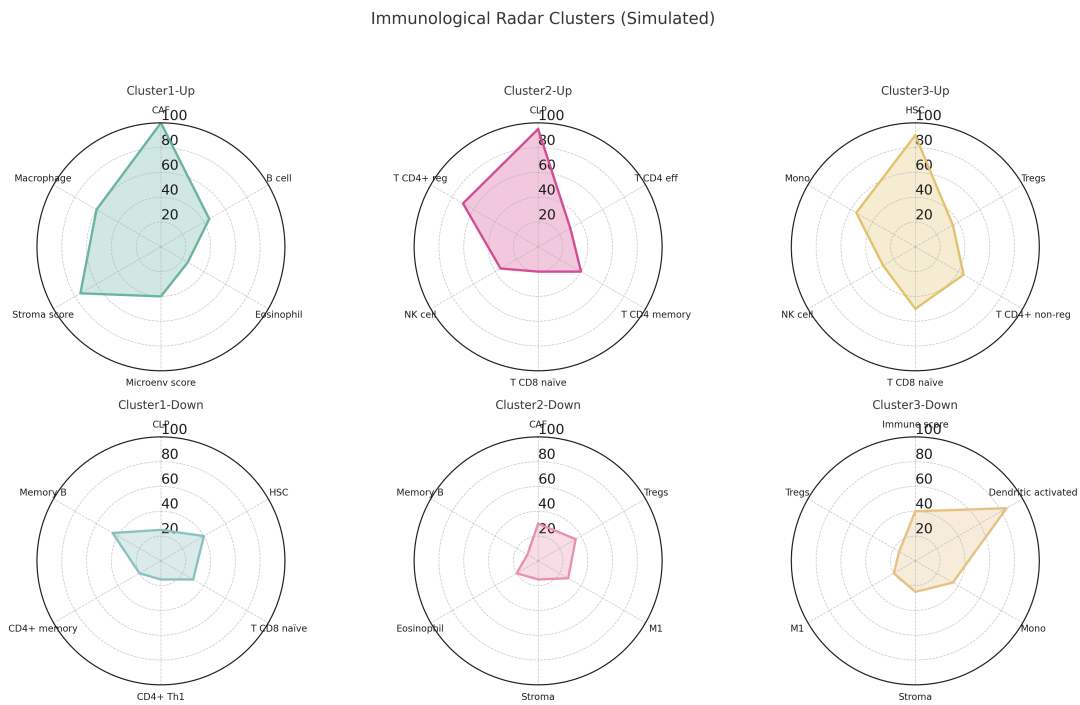 Immunological Radar Clusters (Simulated)
Cluster1-Up
CAF
100
80
60
40
20
Macrophage
B cell
Stroma score
Eosinophil
Microenv score
Cluster2-Up
CLP
100
80
60
40
20
T CD4+ reg
T CD4 eff
NK cell
T CD4 memory
T CD8 naïve
Cluster3-Up
HSC
100
80
60
40
20
Mono
Tregs
NK cell
T CD4+ non-reg
T CD8 naïve
Cluster1-Down
CLP
100
80
60
40
20
Memory B
HSC
CD4+ memory
T CD8 naïve
CD4+ Th1
Cluster2-Down
CAF
100
80
60
40
20
Memory B
Tregs
Eosinophil
M1
Stroma
Cluster3-Down
Immune score
100
80
60
40
20
Tregs
Dendritic activated
M1
Mono
Stroma